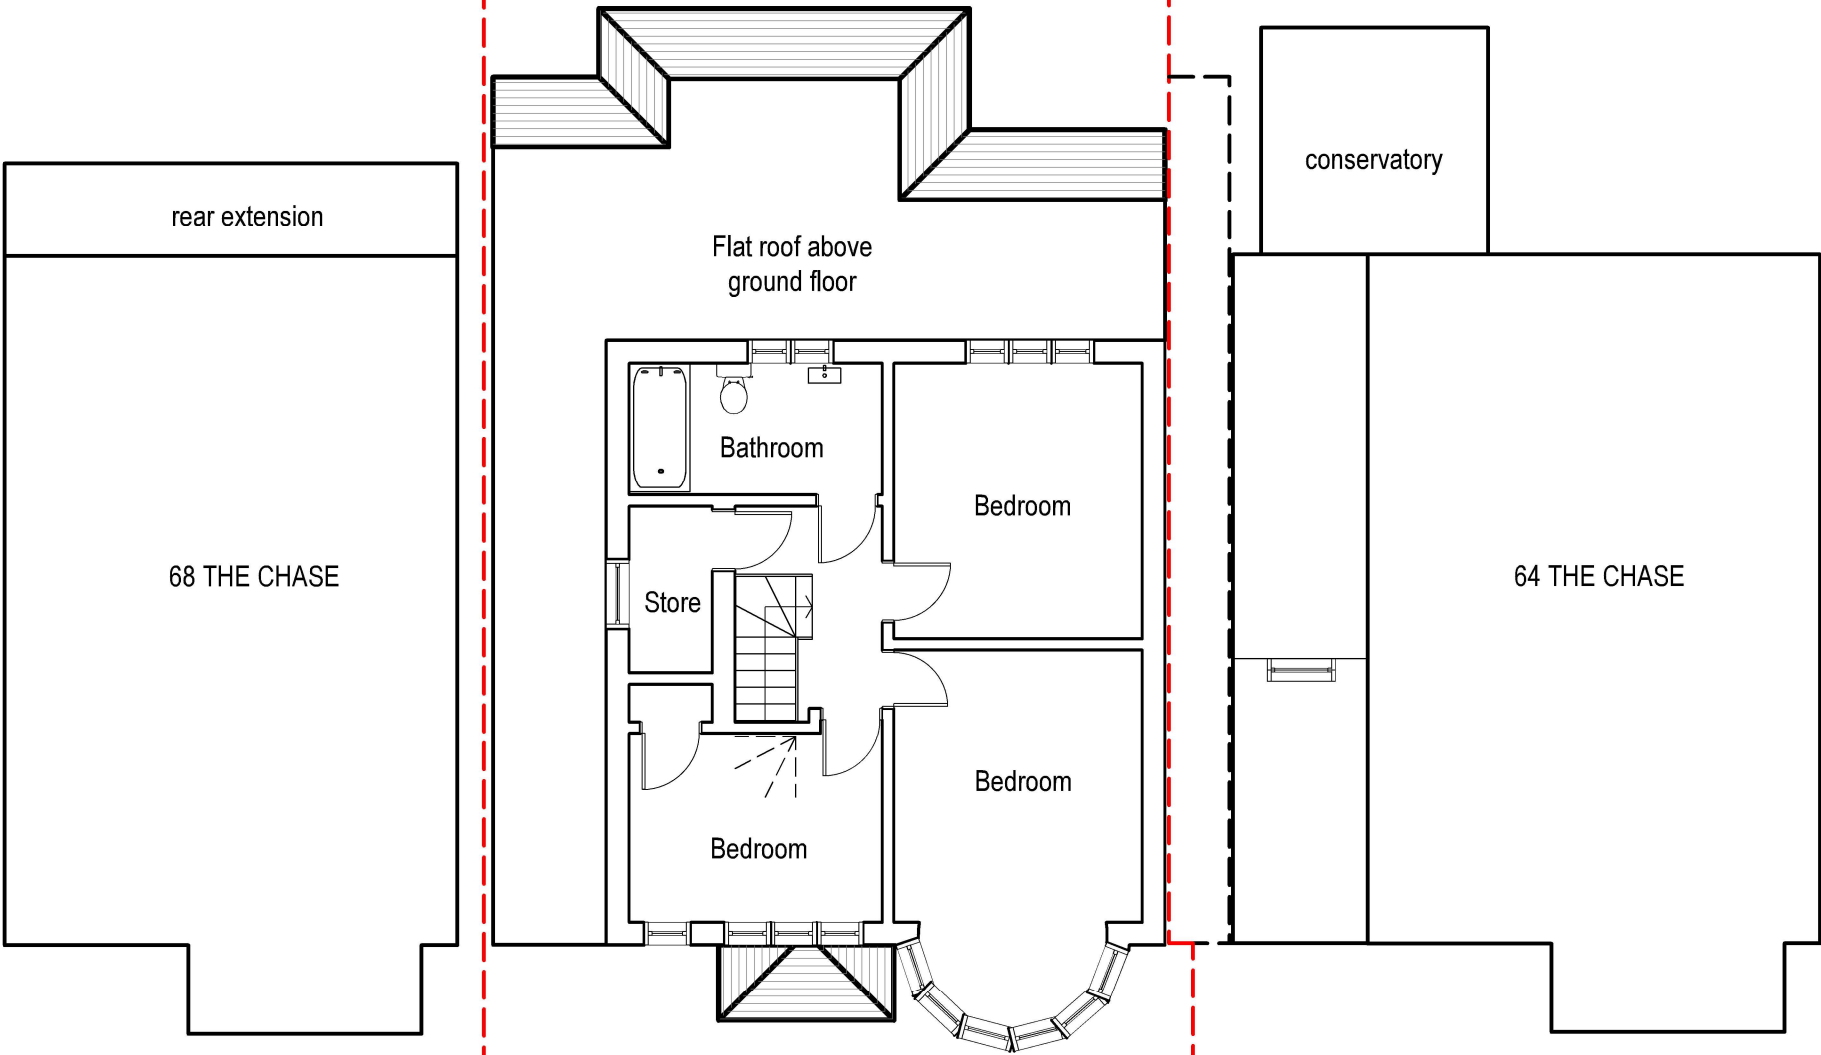 conservatory
rear extension
Flat roof above
ground floor
Bathroom
Bedroom
68 THE CHASE
Store
64 THE CHASE
Bedroom
Bedroom